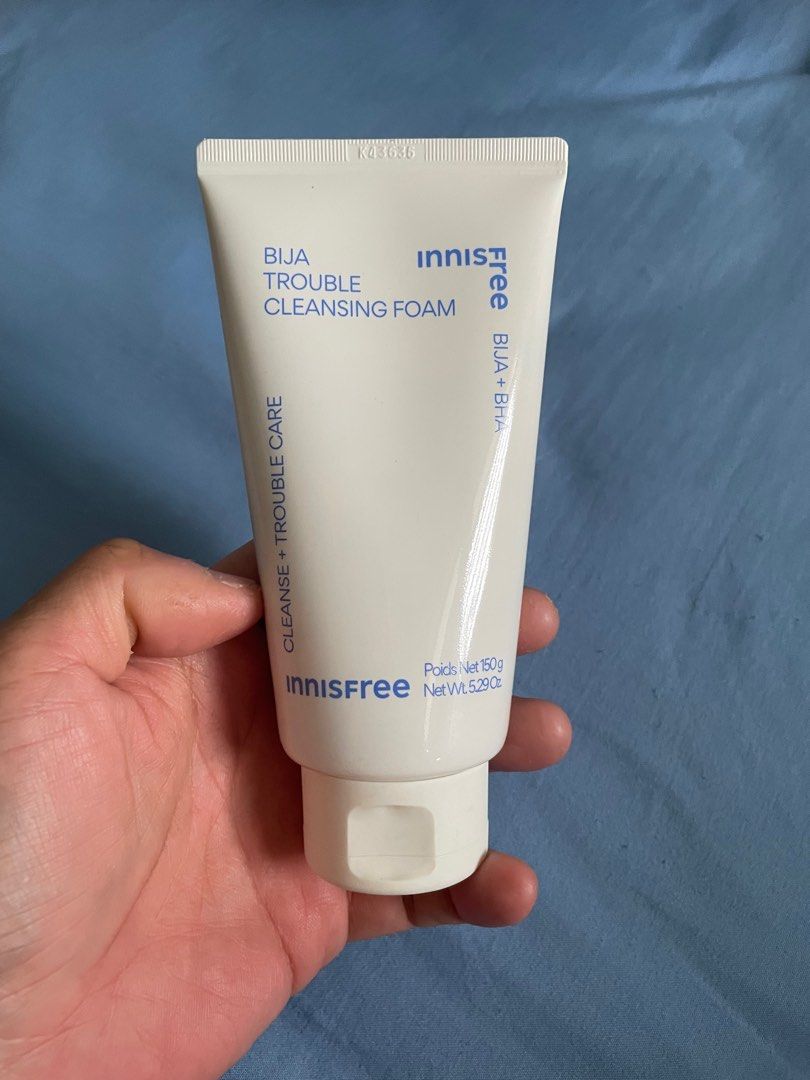 K43636
BIJA
TROUBLE
CLEANSING FOAM
innisFree
BIJA + BHA
CLEANSE + TROUBLE CARE
innisFree
Poids Net 150 g
Net Wt. 5.29 Oz